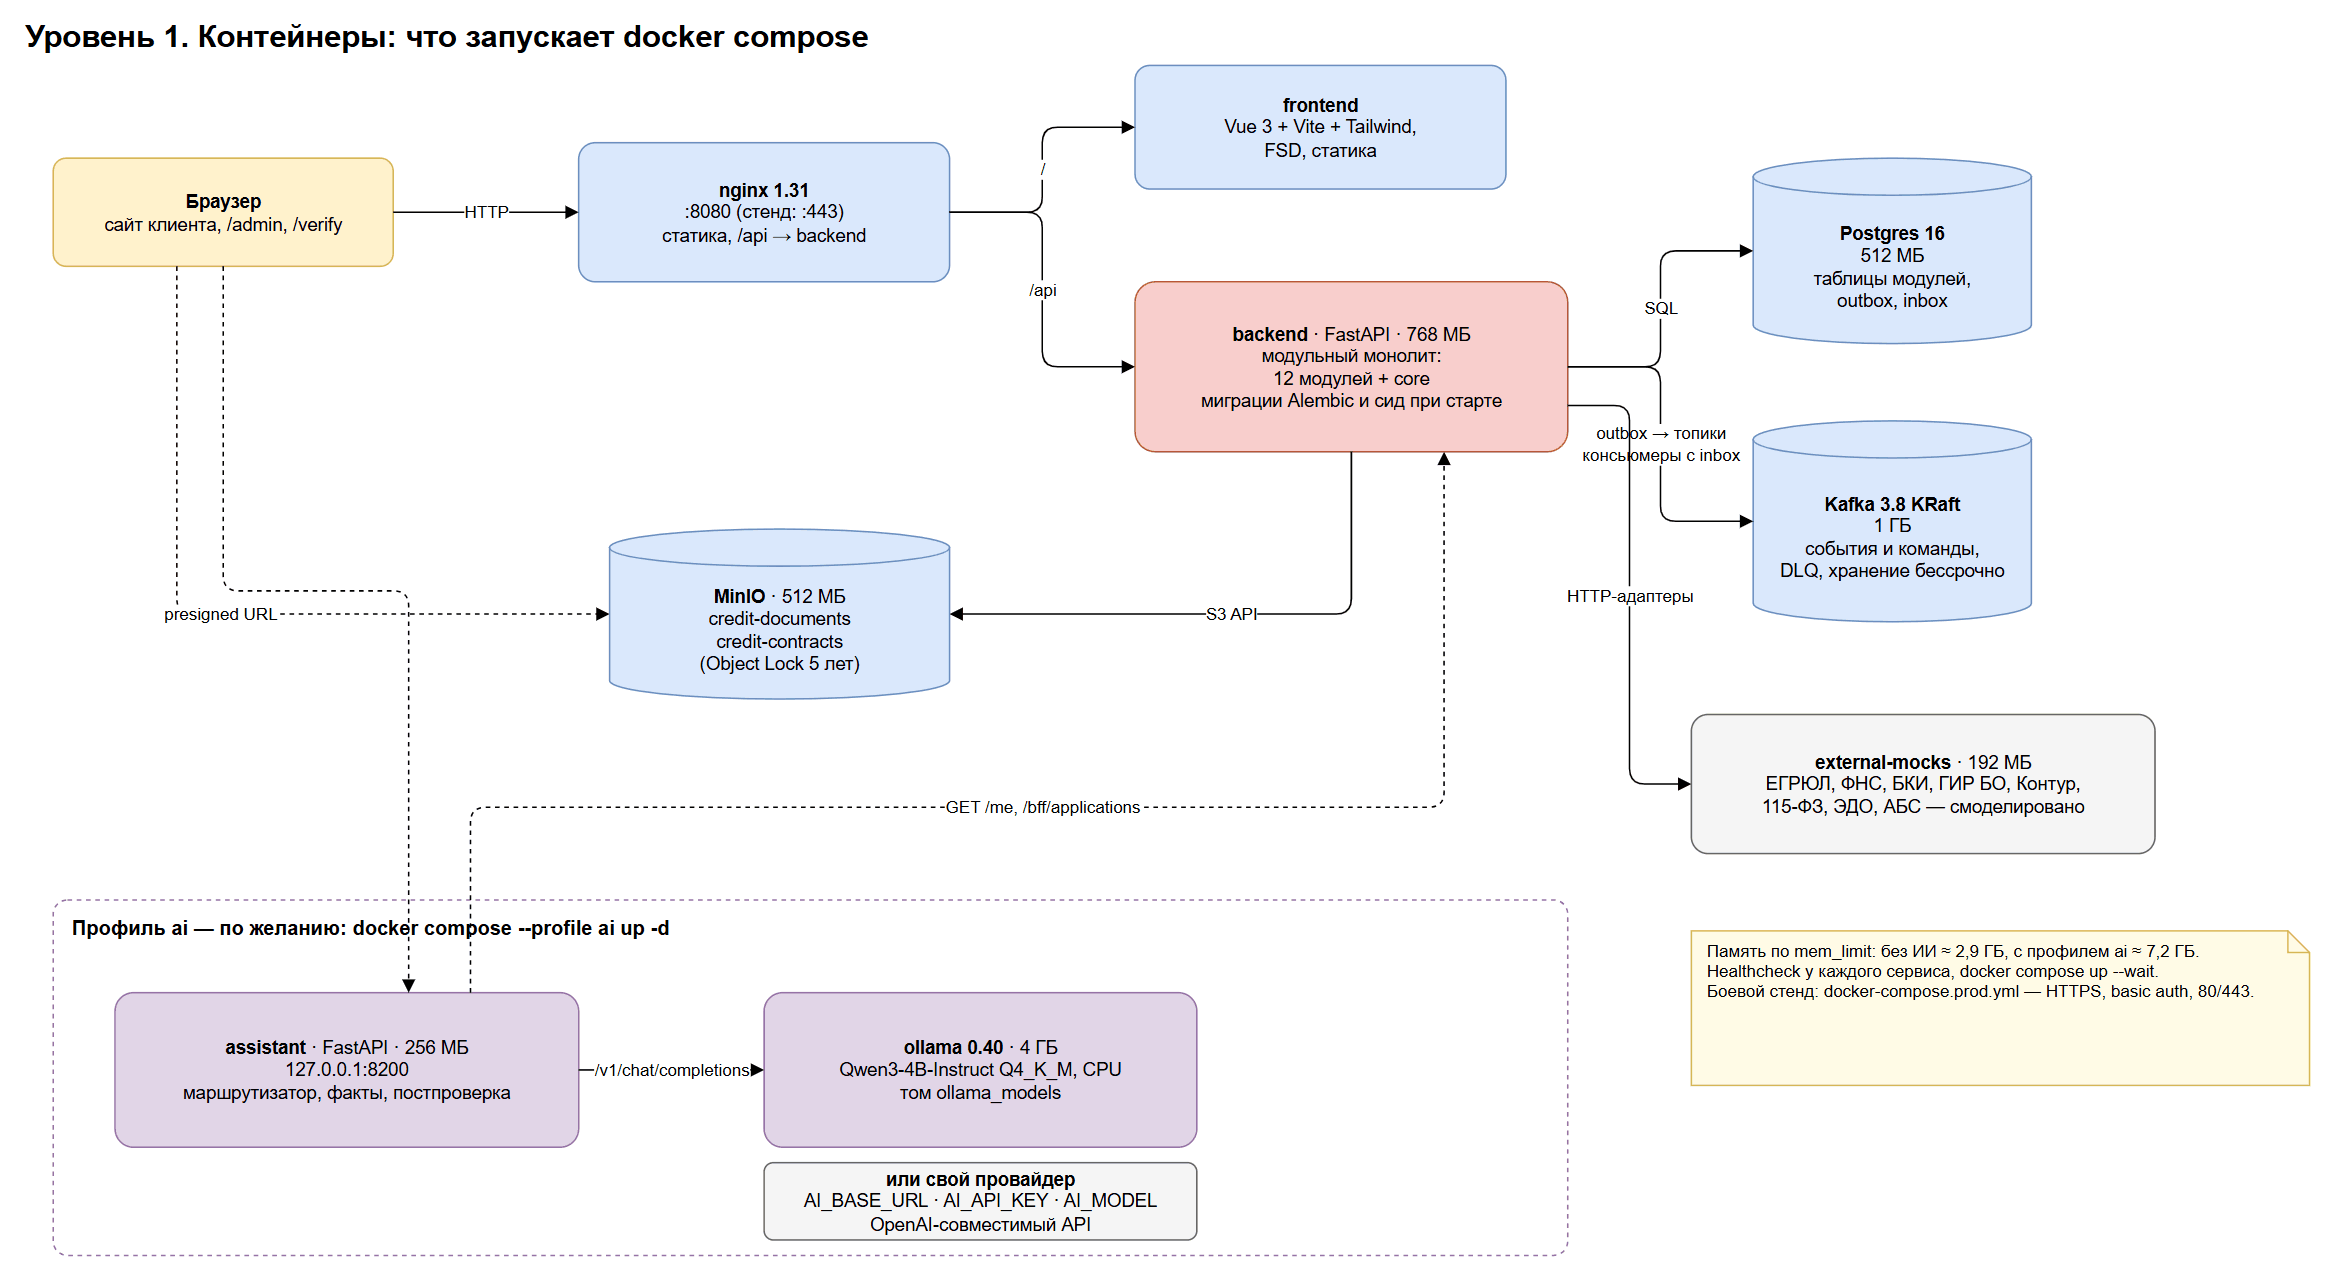 Уровень 1. Контейнеры: что запускает docker compose
frontend
Vue 3 + Vite + Tailwind,
FSD, статика
Браузер
сайт клиента, /admin, /verify
HTTP
nginx 1.31
:8080 (стенд: :443)
статика, /api → backend
/
/api
backend · FastAPI · 768 МБ
модульный монолит:
12 модулей + core
миграции Alembic и сид при старте
SQL
Postgres 16
512 МБ
таблицы модулей,
outbox, inbox
outbox → топики
консьюмеры с inbox
Kafka 3.8 KRaft
1 ГБ
события и команды,
DLQ, хранение бессрочно
HTTP-адаптеры
presigned URL
MinIO · 512 МБ
credit-documents
credit-contracts
(Object Lock 5 лет)
S3 API
external-mocks · 192 МБ
ЕГРЮЛ, ФНС, БКИ, ГИР БО, Контур,
115-ФЗ, ЭДО, АБС — смоделировано
GET /me, /bff/applications
Профиль ai — по желанию: docker compose --profile ai up -d
assistant · FastAPI · 256 МБ
127.0.0.1:8200
маршрутизатор, факты, постпроверка
/v1/chat/completions
ollama 0.40 · 4 ГБ
Qwen3-4B-Instruct Q4_K_M, CPU
том ollama_models
или свой провайдер
AI_BASE_URL · AI_API_KEY · AI_MODEL
OpenAI-совместимый API
Память по mem_limit: без ИИ ≈ 2,9 ГБ, с профилем ai ≈ 7,2 ГБ.
Healthcheck у каждого сервиса, docker compose up --wait.
Боевой стенд: docker-compose.prod.yml — HTTPS, basic auth, 80/443.